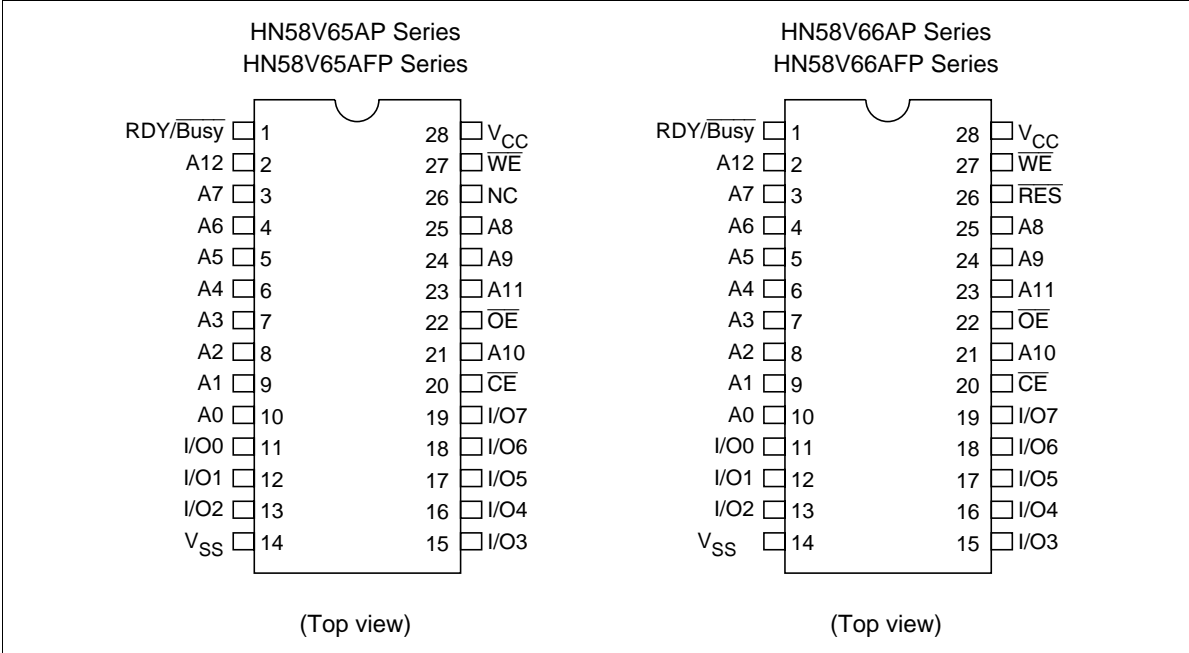 HN58V65AP Series
HN58V65AFP Series
RDY/Busy 1 28 VCC
A12 2 27 WE
A7 3 26 NC
A6 4 25 A8
A5 5 24 A9
A4 6 23 A11
A3 7 22 OE
A2 8 21 A10
A1 9 20 CE
A0 10 19 I/O7
I/O0 11 18 I/O6
I/O1 12 17 I/O5
I/O2 13 16 I/O4
VSS 14 15 I/O3
(Top view)
HN58V66AP Series
HN58V66AFP Series
RDY/Busy 1 28 VCC
A12 2 27 WE
A7 3 26 RES
A6 4 25 A8
A5 5 24 A9
A4 6 23 A11
A3 7 22 OE
A2 8 21 A10
A1 9 20 CE
A0 10 19 I/O7
I/O0 11 18 I/O6
I/O1 12 17 I/O5
I/O2 13 16 I/O4
VSS 14 15 I/O3
(Top view)